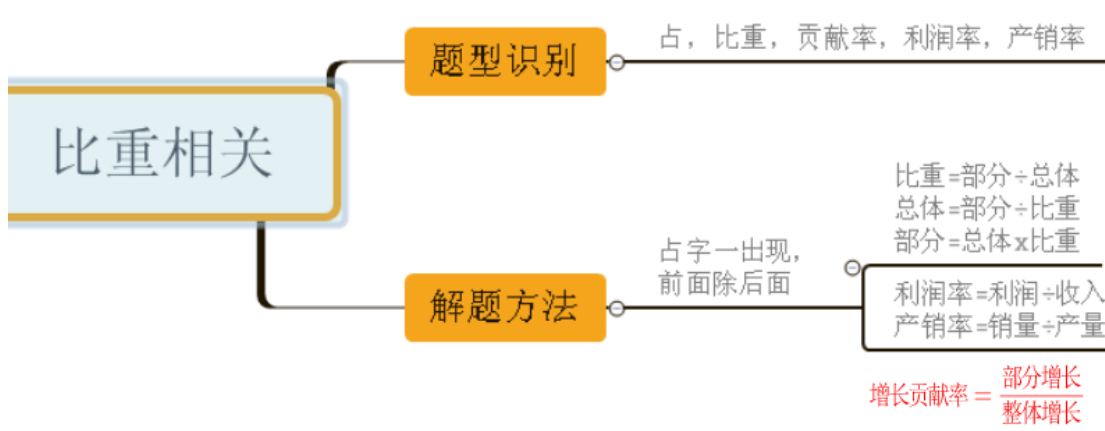 比重相关
题型识别
占，比重，贡献率，利润率，产销率
解题方法
占字一出现，
前面除后面
比重=部分÷总体
总体=部分÷比重
部分=总体x比重
利润率=利润÷收入
产销率=销量÷产量
增长贡献率 = 部分增长
整体增长